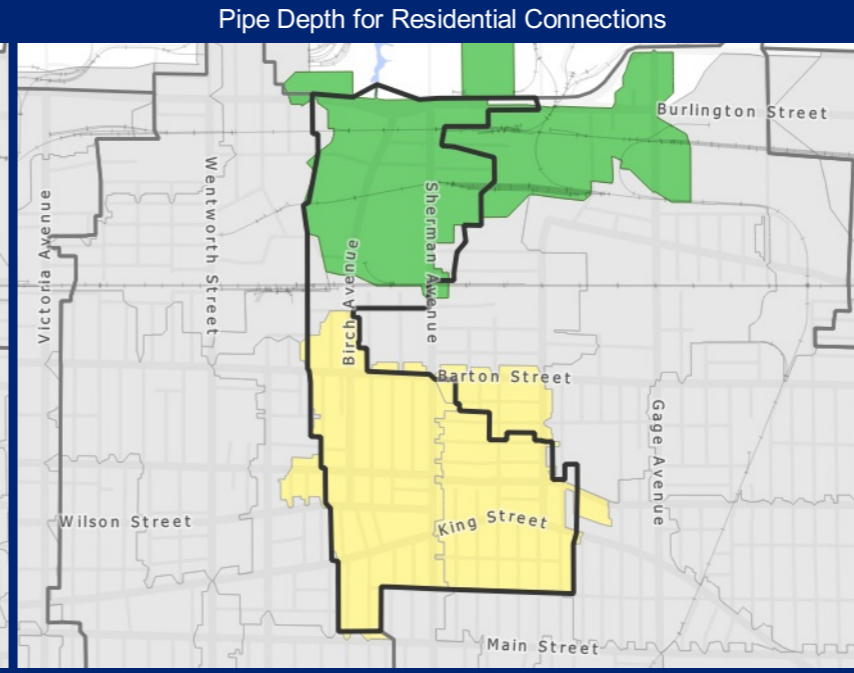 Pipe Depth for Residential Connections
Burlington Street
Wentworth Street
Victoria Avenue
Sherman Avenue
Birch Avenue
Barton Street
Gage Avenue
Wilson Street
King Street
Main Street